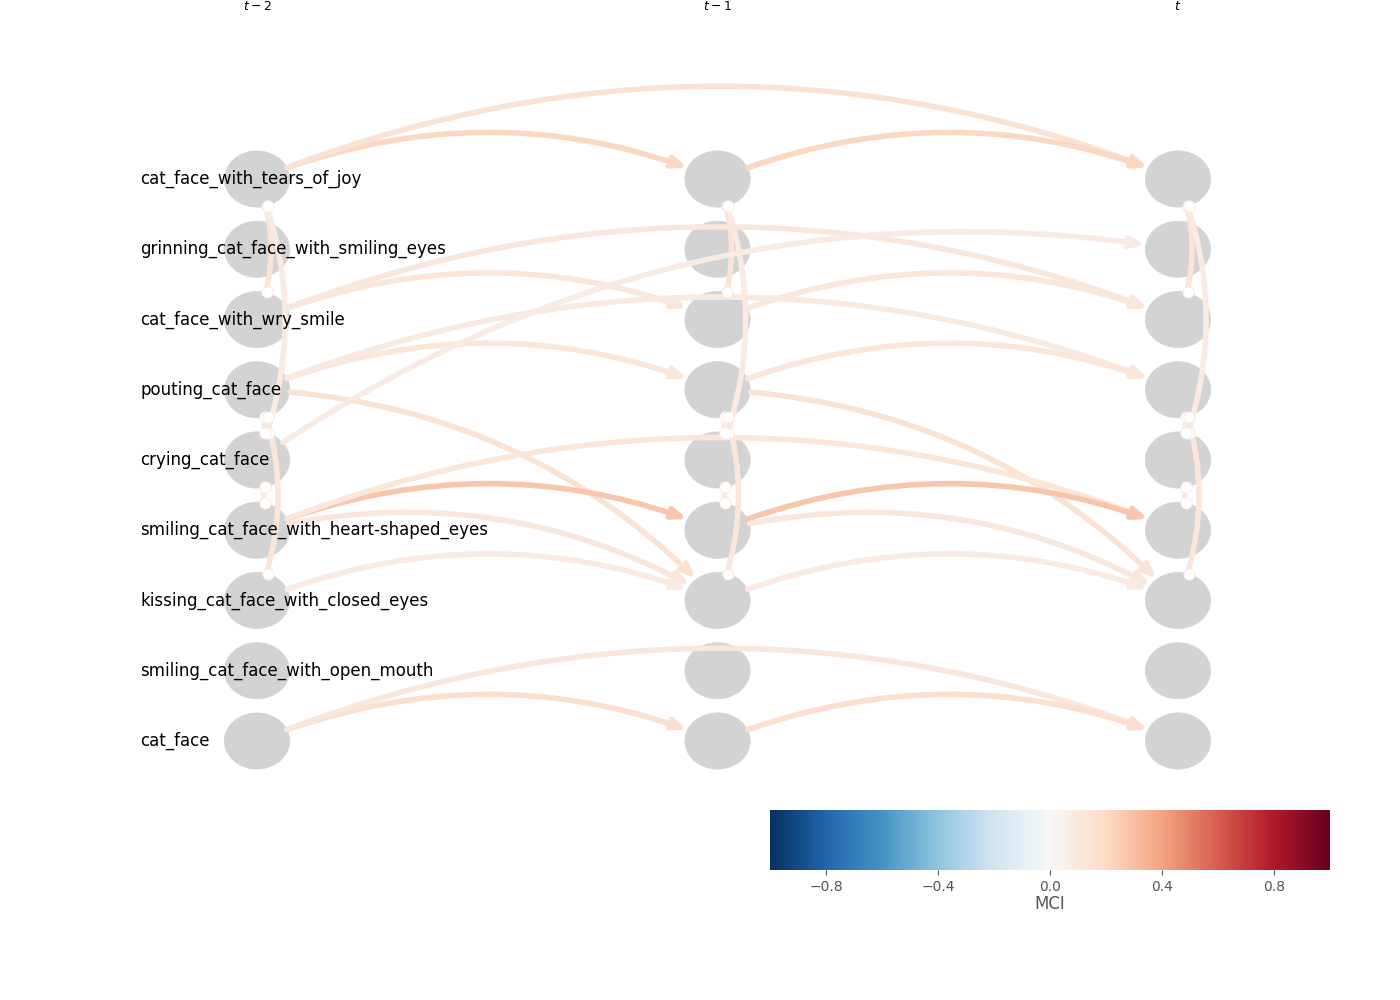 t − 2 t − 1 t
cat_face_with_tears_of_joy
grinning_cat_face_with_smiling_eyes
cat_face_with_wry_smile
pouting_cat_face
crying_cat_face
smiling_cat_face_with_heart-shaped_eyes
kissing_cat_face_with_closed_eyes
smiling_cat_face_with_open_mouth
cat_face
−0.8 −0.4 0.0 0.4 0.8
MCI